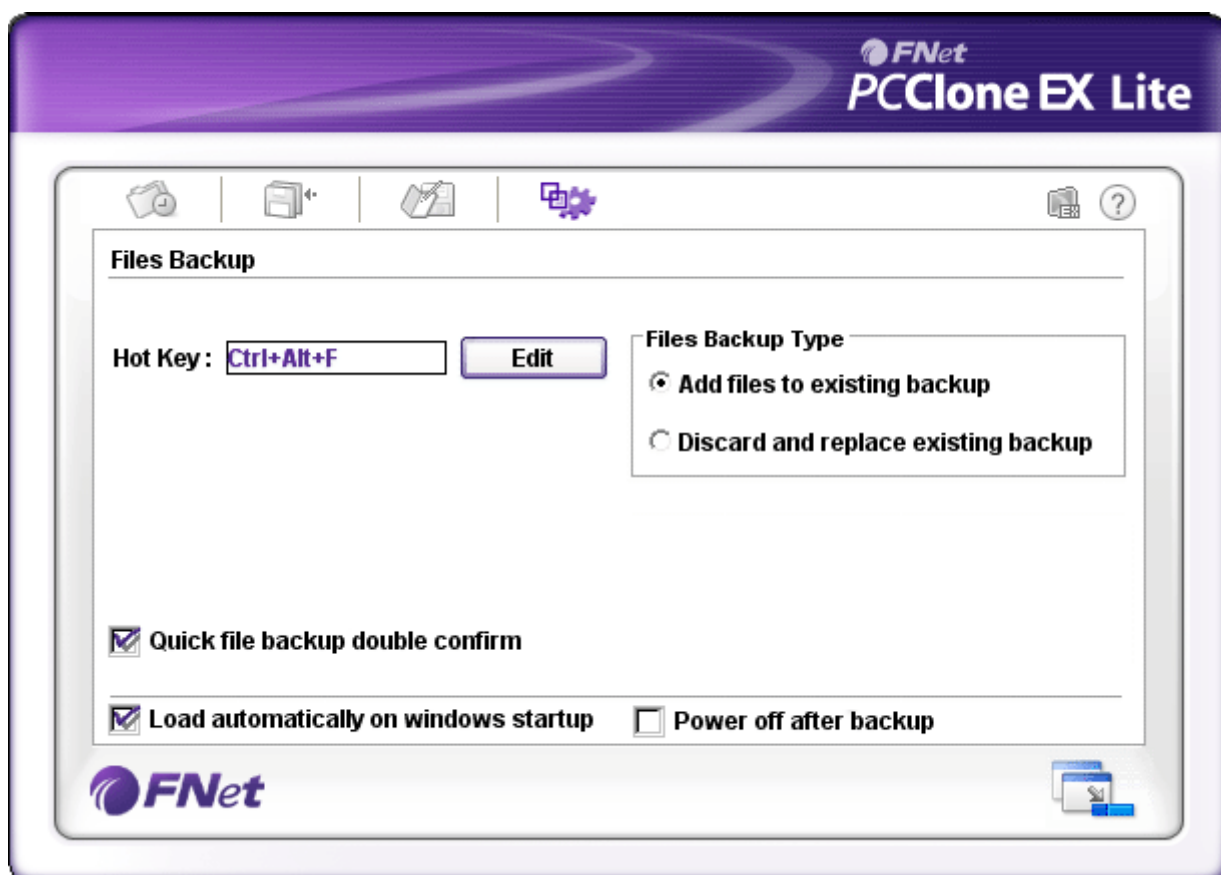 FNet
PCClone EX Lite
EX
?
Files Backup
Hot Key : Ctrl+Alt+F Edit
Files Backup Type
Add files to existing backup
Discard and replace existing backup
Quick file backup double confirm
Load automatically on windows startup Power off after backup
FNet